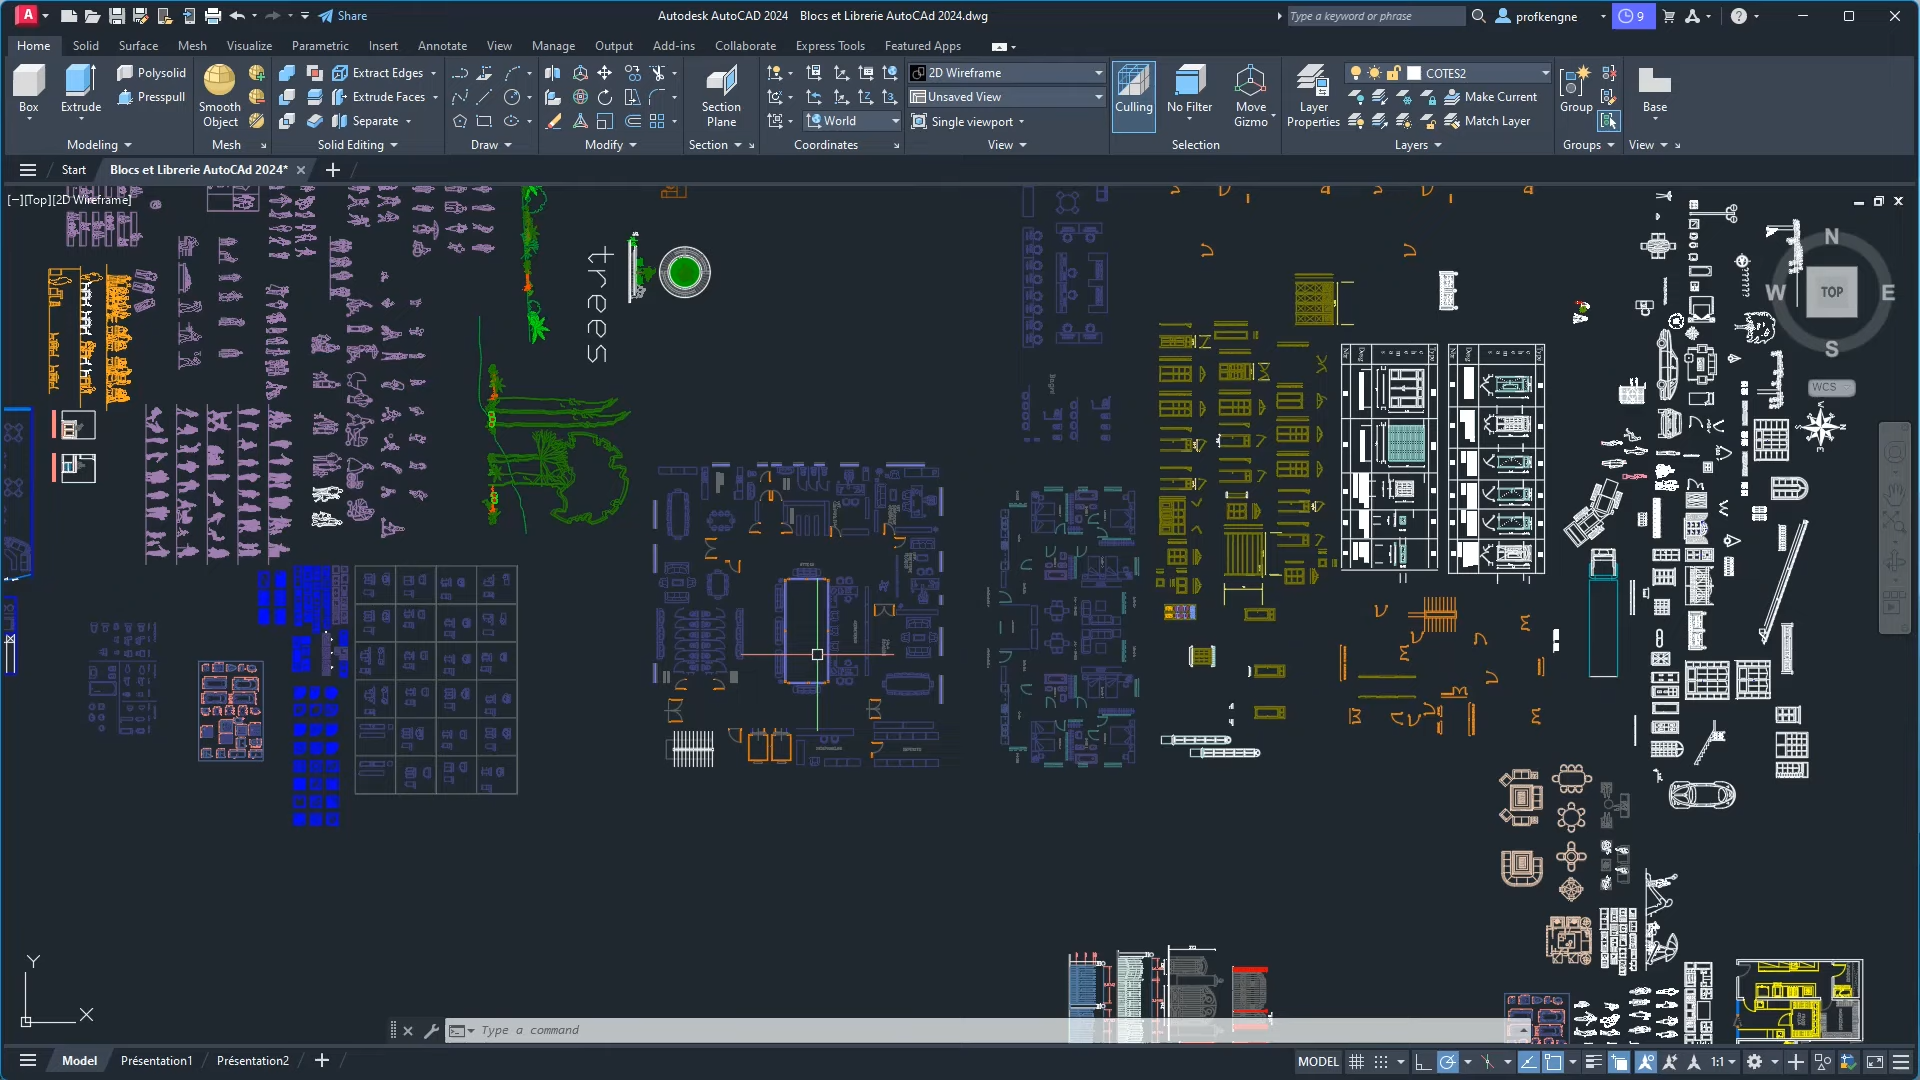 Share
Autodesk AutoCAD 2024 Blocs et Librerie AutoCAd 2024.dwg
Type a keyword or phrase
profkengne
9
Home Solid Surface Mesh Visualize Parametric Insert Annotate View Manage Output Add-ins Collaborate Express Tools Featured Apps
Box
Extrude
Polysolid
Presspull
Smooth Object
Extract Edges
Extrude Faces
Separate
Section Plane
World
2D Wireframe
Unsaved View
Single viewport
Culling
No Filter
Move Gizmo
Layer Properties
COTES2
Make Current
Match Layer
Group
Base
Modeling
Mesh
Solid Editing
Draw
Modify
Section
Coordinates
View
Selection
Layers
Groups
View
Start
Blocs et Librerie AutoCAd 2024*
[−][Top][2D Wireframe]
trees
N
W TOP E
S
WCS
Y
X
Type a command
Model Présentation1 Présentation2
MODEL
1:1